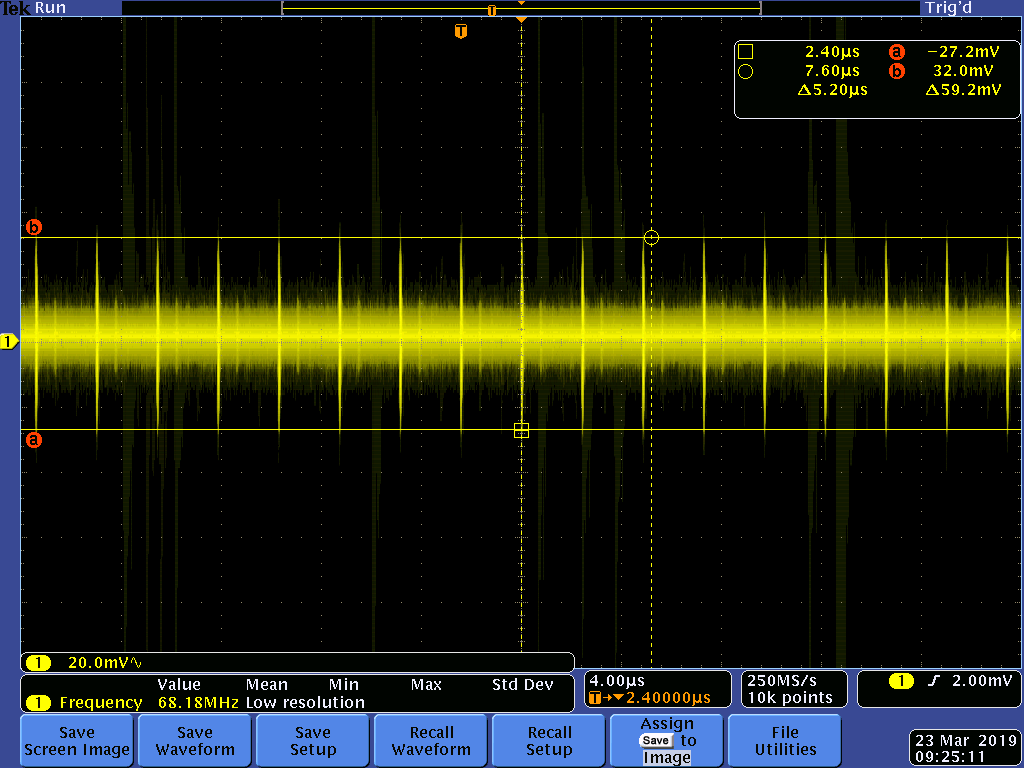 Tek Run Trig'd
T
T
2.40µs a −27.2mV
7.60µs b 32.0mV
Δ5.20µs Δ59.2mV
b
1
a
1 20.0mV∿
Value Mean Min Max Std Dev
1 Frequency 68.18MHz Low resolution
4.00µs
T→▾2.40000µs
250MS/s
10k points
1 ∫ 2.00mV
Save
Screen Image
Save
Waveform
Save
Setup
Recall
Waveform
Recall
Setup
Assign
Save to
Image
File
Utilities
23 Mar 2019
09:25:11